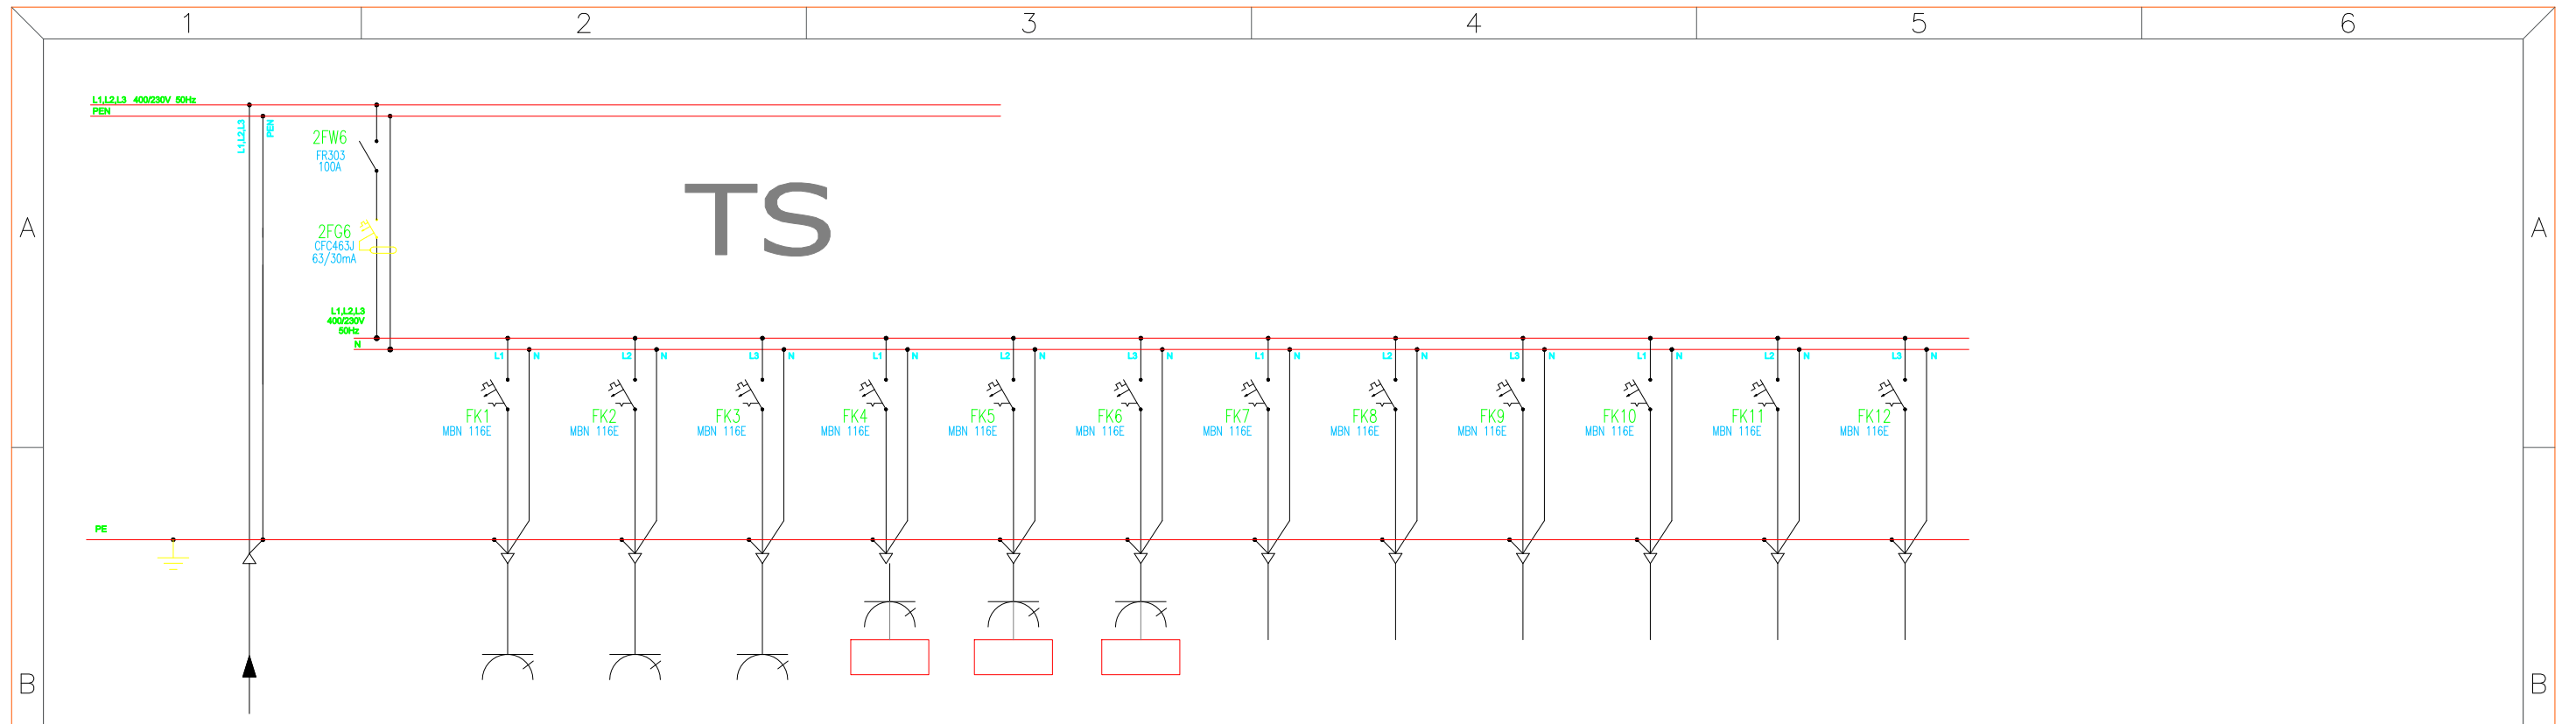 1 2 3 4 5 6
L1,L2,L3 400/230V 50Hz
PEN
L1,L2,L3
PEN
2FW6
FR303
100A
TS
A A
2FG6
CFC463J
63/30mA
L1,L2,L3
400/230V
50Hz
N
L1 N L2 N L3 N L1 N L2 N L3 N L1 N L2 N L3 N L1 N L2 N L3 N
FK1 FK2 FK3 FK4 FK5 FK6 FK7 FK8 FK9 FK10 FK11 FK12
MBN 116E MBN 116E MBN 116E MBN 116E MBN 116E MBN 116E MBN 116E MBN 116E MBN 116E MBN 116E MBN 116E MBN 116E
PE
B B